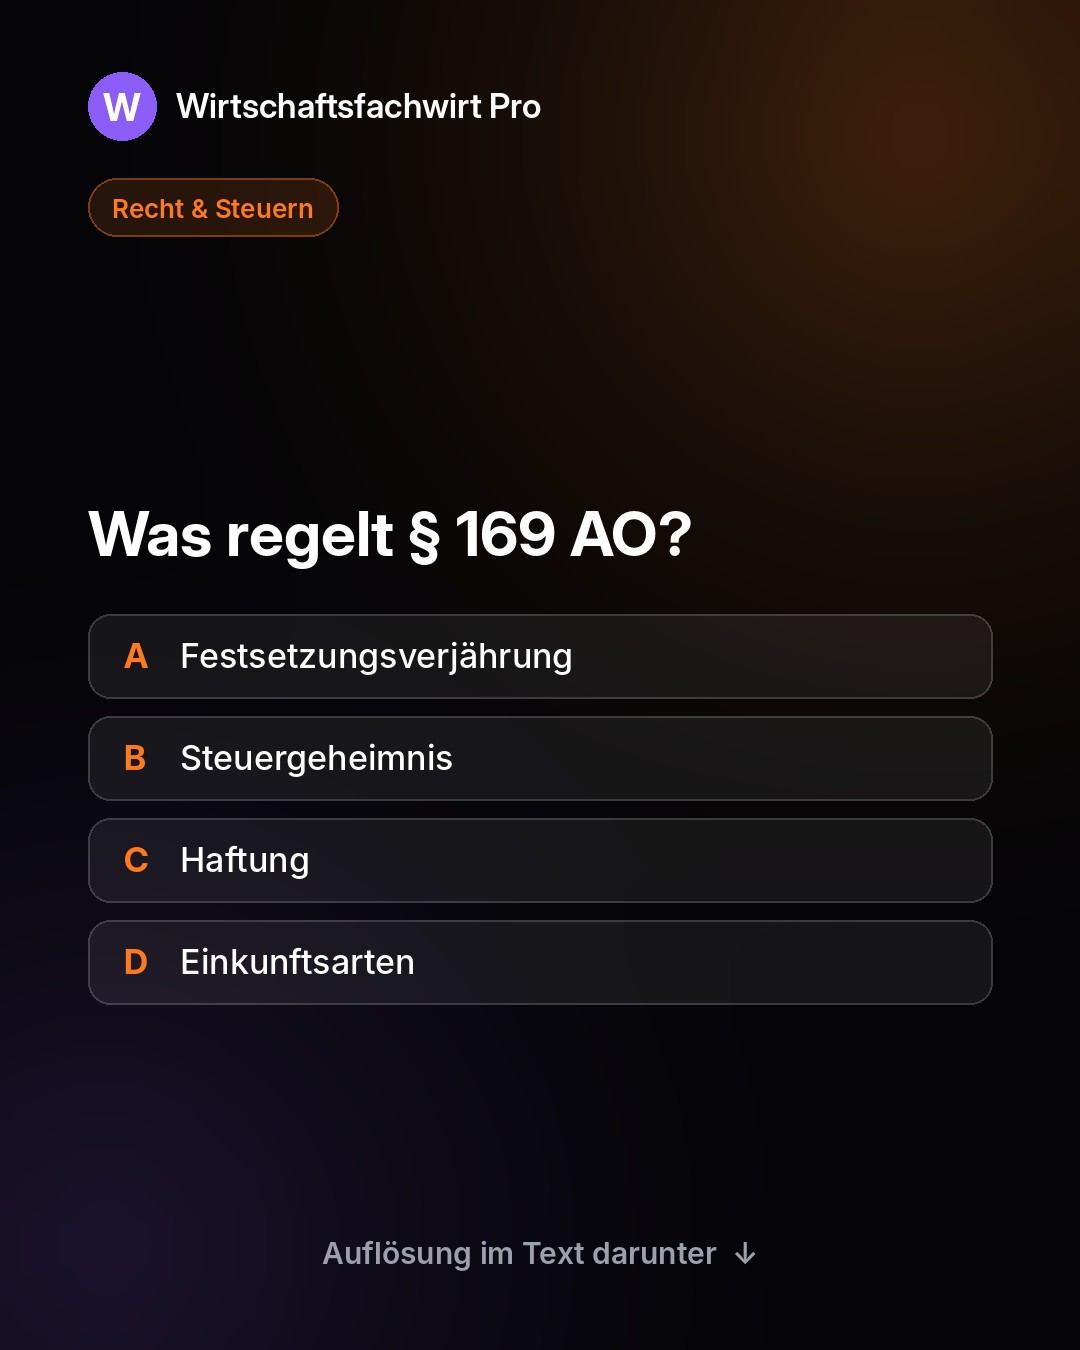 W Wirtschaftsfachwirt Pro
Recht & Steuern
Was regelt § 169 AO?
A Festsetzungsverjährung
B Steuergeheimnis
C Haftung
D Einkunftsarten
Auflösung im Text darunter ↓